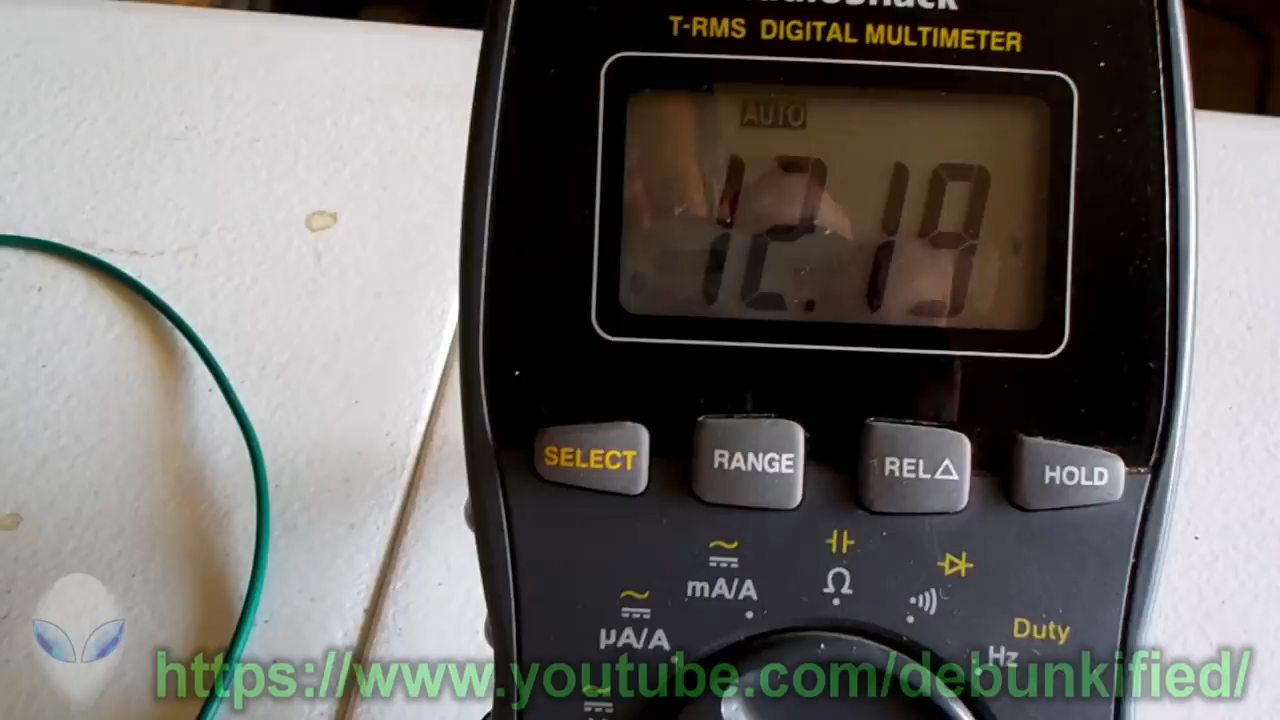 T-RMS DIGITAL MULTIMETER
AUTO
12.19
SELECT RANGE REL△ HOLD
mA/A Ω
µA/A
Duty
Hz
https://www.youtube.com/debunkified/